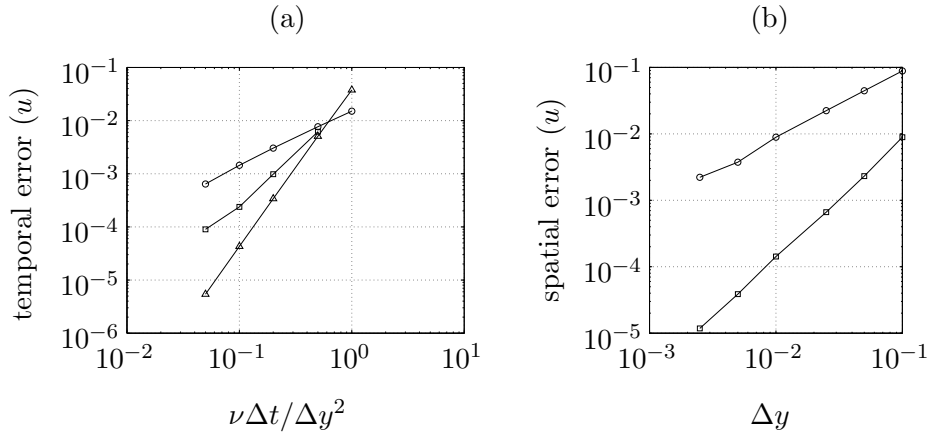 (a)
temporal error (u)
10^{-1}
10^{-2}
10^{-3}
10^{-4}
10^{-5}
10^{-6}
10^{-2} 10^{-1} 10^{0} 10^{1}
νΔt/Δy^{2}
(b)
spatial error (u)
10^{-1}
10^{-2}
10^{-3}
10^{-4}
10^{-5}
10^{-3} 10^{-2} 10^{-1}
Δy